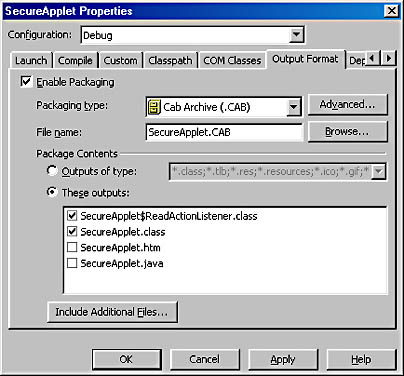 SecureApplet Properties
Configuration: Debug
Launch Compile Custom Classpath COM Classes Output Format Dep
Enable Packaging
Packaging type: Cab Archive (.CAB) Advanced...
File name: SecureApplet.CAB Browse...
Package Contents
Outputs of type: *.class;*.tlb;*.res;*.resources;*.ico;*.gif;*
These outputs:
SecureApplet$ReadActionListener.class
SecureApplet.class
SecureApplet.htm
SecureApplet.java
Include Additional Files...
OK Cancel Apply Help